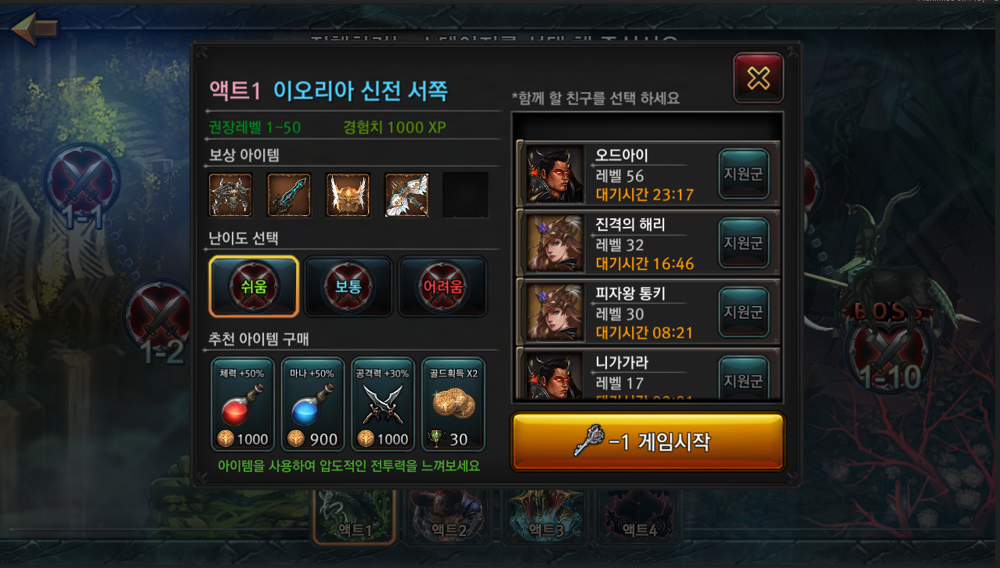 액트1 이오리아 신전 서쪽
*함께 할 친구를 선택 하세요
권장레벨 1-50 경험치 1000 XP
보상 아이템
오드아이
레벨 56
대기시간 23:17
지원군
진격의 해리
레벨 32
대기시간 16:46
지원군
피자왕 통키
레벨 30
대기시간 08:21
지원군
니가가라
레벨 17
지원군
난이도 선택
쉬움
보통
어려움
추천 아이템 구매
체력 +50%
1000
마나 +50%
900
공격력 +30%
1000
골드획득 X2
30
아이템을 사용하여 압도적인 전투력을 느껴보세요
-1 게임시작
1-1
1-2
BOSS
1-10
액트1
액트2
액트3
액트4